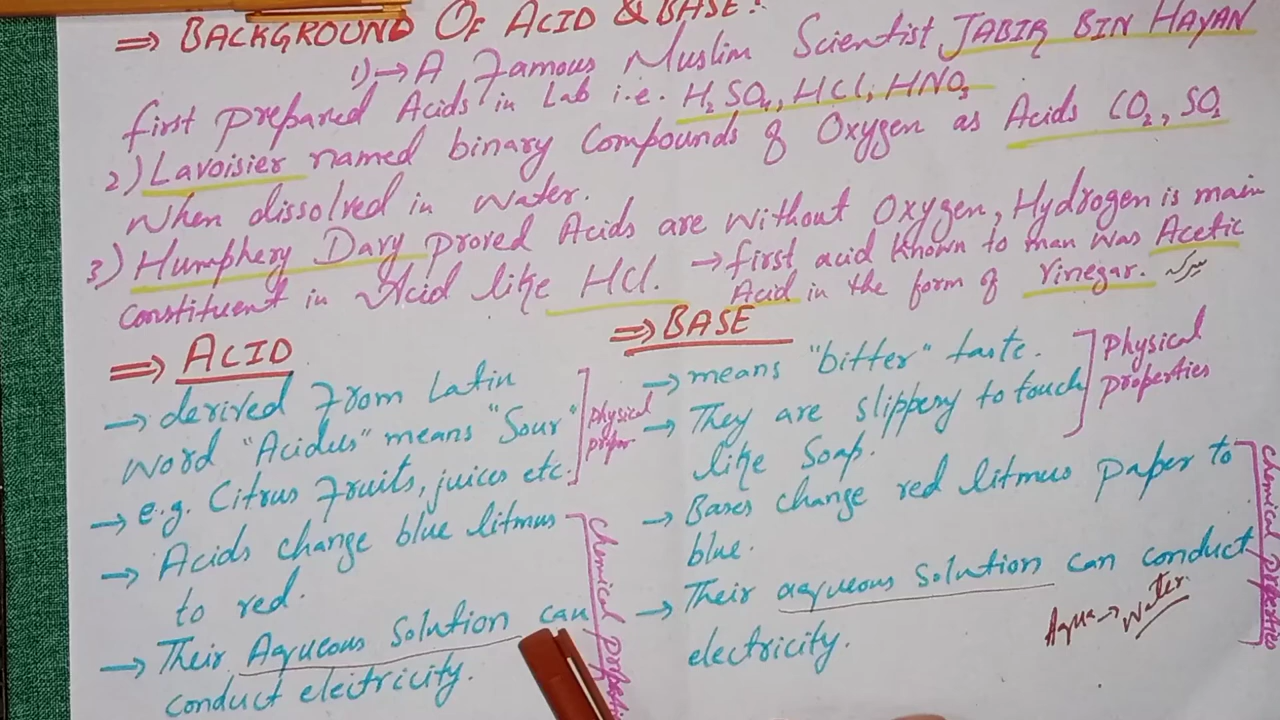 ⇒ BACKGROUND OF ACID & BASE:
1) → A Famous Muslim Scientist JABIR BIN HAYAN
first prepared Acids in Lab i.e. H₂SO₄, HCl, HNO₃
2) Lavoisier named binary Compounds of Oxygen as Acids CO₂, SO₂
When dissolved in Water.
3) Humphery Davy proved Acids are without Oxygen, Hydrogen is main
constituent in Acid like HCl. → first acid known to man was Acetic
Acid in the form of Vinegar. سرکہ
⇒ ACID
→ derived from Latin
word "Acidus" means "Sour"
→ e.g. Citrus Fruits, juices etc.
Physical
→ Acids change blue litmus
to red.
→ Their Aqueous Solution can
conduct electricity.
Chemical
⇒ BASE
→ means "bitter" taste.
→ They are slippery to touch
like Soap.
Physical
properties
→ Bases change red litmus paper to
blue.
→ Their aqueous solution can conduct
electricity.
Chemical Properties
Aqua → Water